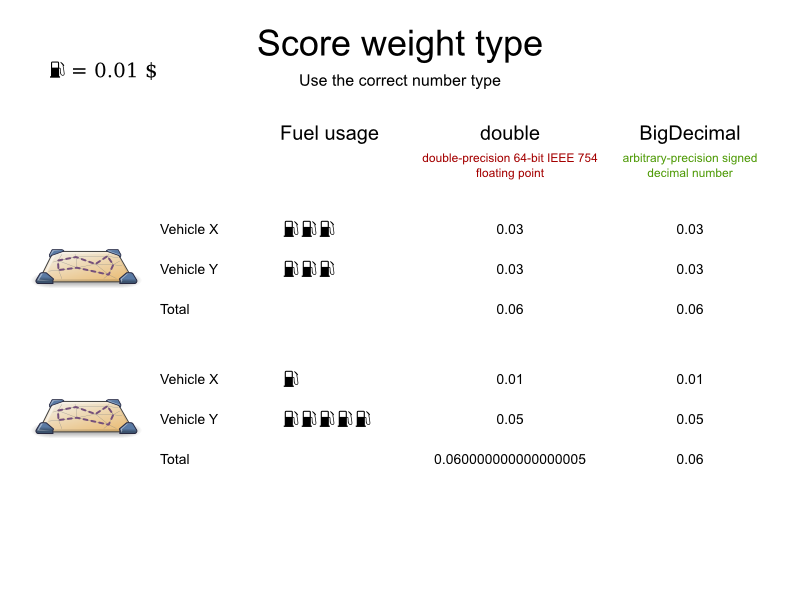 Score weight type
= 0.01 $
Use the correct number type
Fuel usage double BigDecimal
double-precision 64-bit IEEE 754 arbitrary-precision signed
floating point decimal number
Vehicle X 0.03 0.03
Vehicle Y 0.03 0.03
Total 0.06 0.06
Vehicle X 0.01 0.01
Vehicle Y 0.05 0.05
Total 0.060000000000000005 0.06